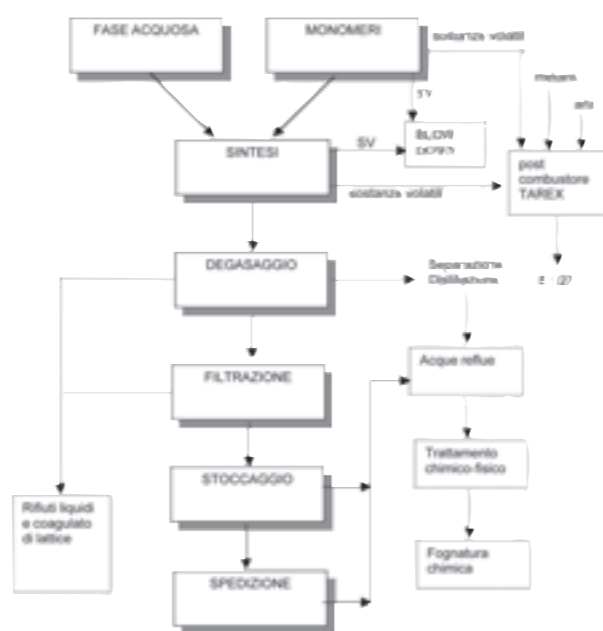 FASE ACQUOSA
MONOMERI
sostanze volatili
metano
aria
SV
BLOW
SINTESI
SV
post
combustore
TAREX
sostanze volatili
DEGASAGGIO
Separazione
Distillazione
Acque reflue
FILTRAZIONE
Trattamento
chimico-fisico
STOCCAGGIO
Rifiuti liquidi
e coagulato
di lattice
Fognatura
chimica
SPEDIZIONE